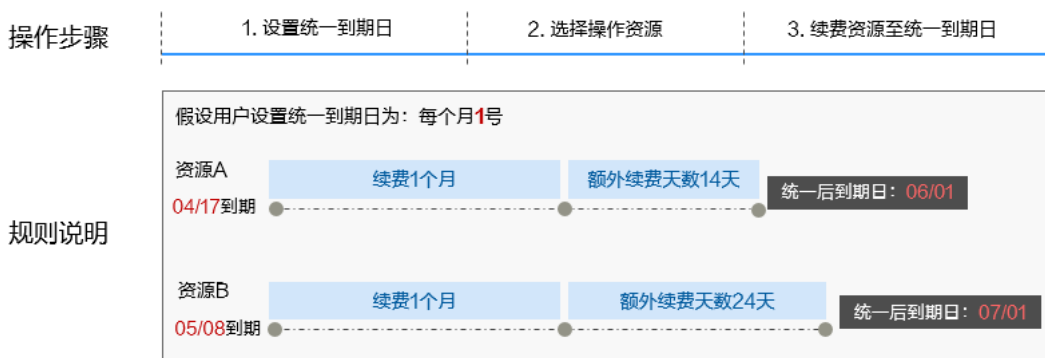 操作步骤
1. 设置统一到期日
2. 选择操作资源
3. 续费资源至统一到期日
规则说明
假设用户设置统一到期日为：每个月1号
资源A
04/17到期
续费1个月
额外续费天数14天
统一后到期日：06/01
资源B
05/08到期
续费1个月
额外续费天数24天
统一后到期日：07/01